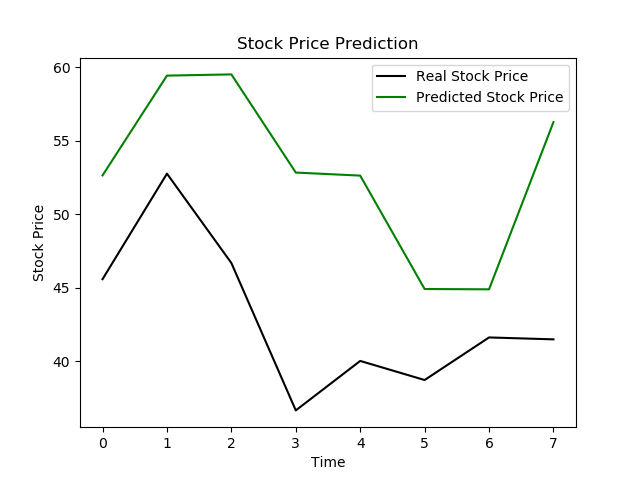 Stock Price Prediction
Real Stock Price
Predicted Stock Price
60
55
50
45
40
Stock Price
0 1 2 3 4 5 6 7
Time